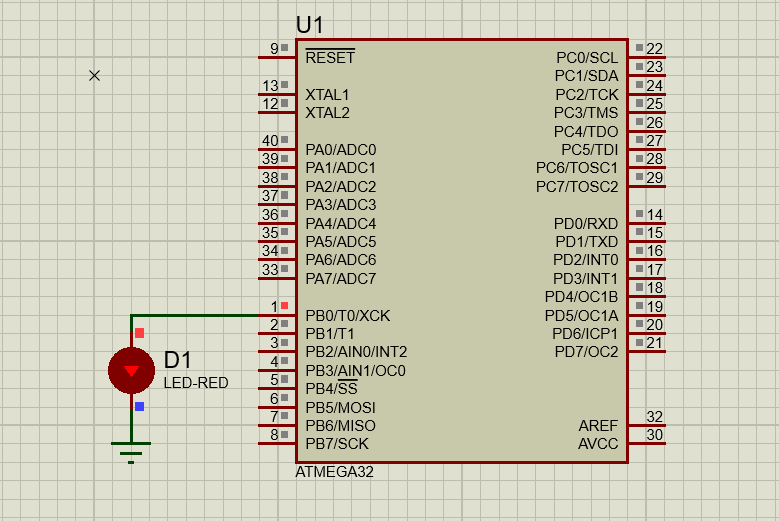 U1
9 RESET
13 XTAL1
12 XTAL2
40 PA0/ADC0
39 PA1/ADC1
38 PA2/ADC2
37 PA3/ADC3
36 PA4/ADC4
35 PA5/ADC5
34 PA6/ADC6
33 PA7/ADC7
1 PB0/T0/XCK
2 PB1/T1
3 PB2/AIN0/INT2
4 PB3/AIN1/OC0
5 PB4/SS
6 PB5/MOSI
7 PB6/MISO
8 PB7/SCK
PC0/SCL 22
PC1/SDA 23
PC2/TCK 24
PC3/TMS 25
PC4/TDO 26
PC5/TDI 27
PC6/TOSC1 28
PC7/TOSC2 29
PD0/RXD 14
PD1/TXD 15
PD2/INT0 16
PD3/INT1 17
PD4/OC1B 18
PD5/OC1A 19
PD6/ICP1 20
PD7/OC2 21
AREF 32
AVCC 30
ATMEGA32
D1
LED-RED